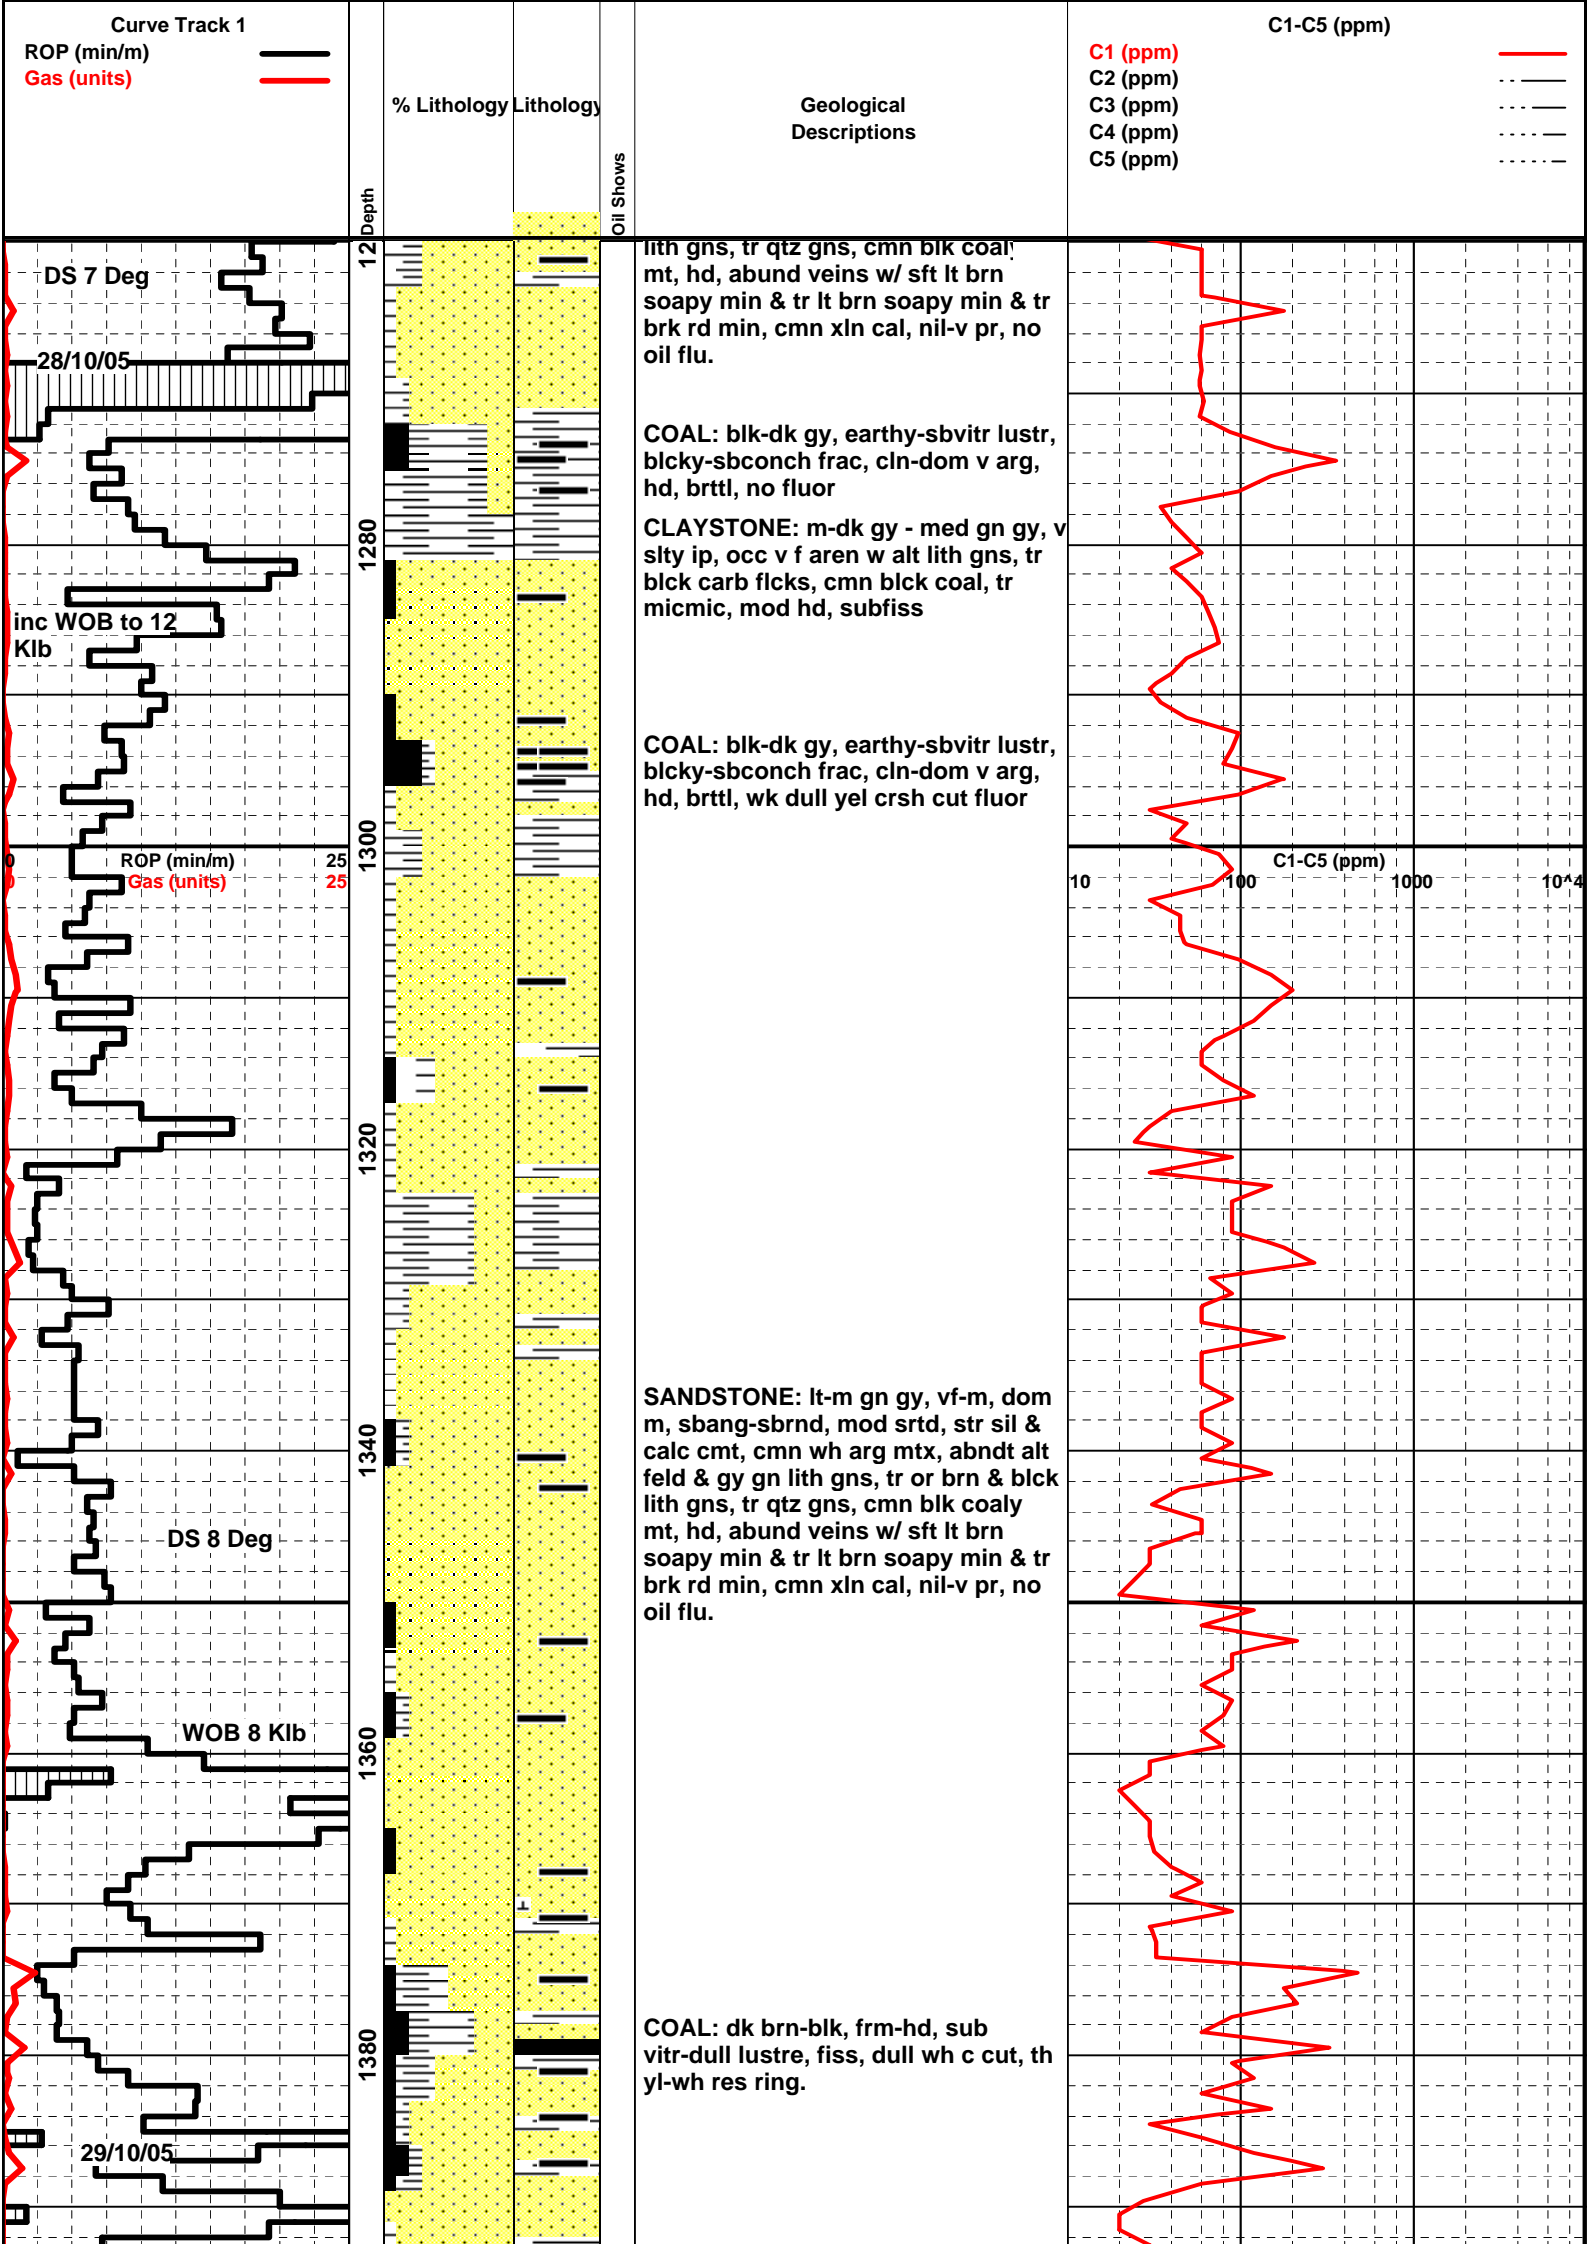 Curve Track 1
ROP (min/m)
Gas (units)
Depth
% Lithology
Lithology
Oil Shows
Geological
Descriptions
C1-C5 (ppm)
C1 (ppm)
C2 (ppm)
C3 (ppm)
C4 (ppm)
C5 (ppm)
DS 7 Deg
12
lith gns, tr qtz gns, cmn blk coaly
mt, hd, abund veins w/ sft lt brn
soapy min & tr lt brn soapy min & tr
brk rd min, cmn xln cal, nil-v pr, no
oil flu.
28/10/05
COAL: blk-dk gy, earthy-sbvitr lustr,
blcky-sbconch frac, cln-dom v arg,
hd, brttl, no fluor
1280
CLAYSTONE: m-dk gy - med gn gy, v
slty ip, occ v f aren w alt lith gns, tr
blck carb flcks, cmn blck coal, tr
micmic, mod hd, subfiss
inc WOB to 12
Klb
COAL: blk-dk gy, earthy-sbvitr lustr,
blcky-sbconch frac, cln-dom v arg,
hd, brttl, wk dull yel crsh cut fluor
1300
0 ROP (min/m) 25
0 Gas (units) 25
C1-C5 (ppm)
10 100 1000 10^4
1320
SANDSTONE: lt-m gn gy, vf-m, dom
m, sbang-sbrnd, mod srtd, str sil &
calc cmt, cmn wh arg mtx, abndt alt
feld & gy gn lith gns, tr or brn & blck
lith gns, tr qtz gns, cmn blk coaly
mt, hd, abund veins w/ sft lt brn
soapy min & tr lt brn soapy min & tr
brk rd min, cmn xln cal, nil-v pr, no
oil flu.
1340
DS 8 Deg
WOB 8 Klb
1360
1380
COAL: dk brn-blk, frm-hd, sub
vitr-dull lustre, fiss, dull wh c cut, th
yl-wh res ring.
29/10/05